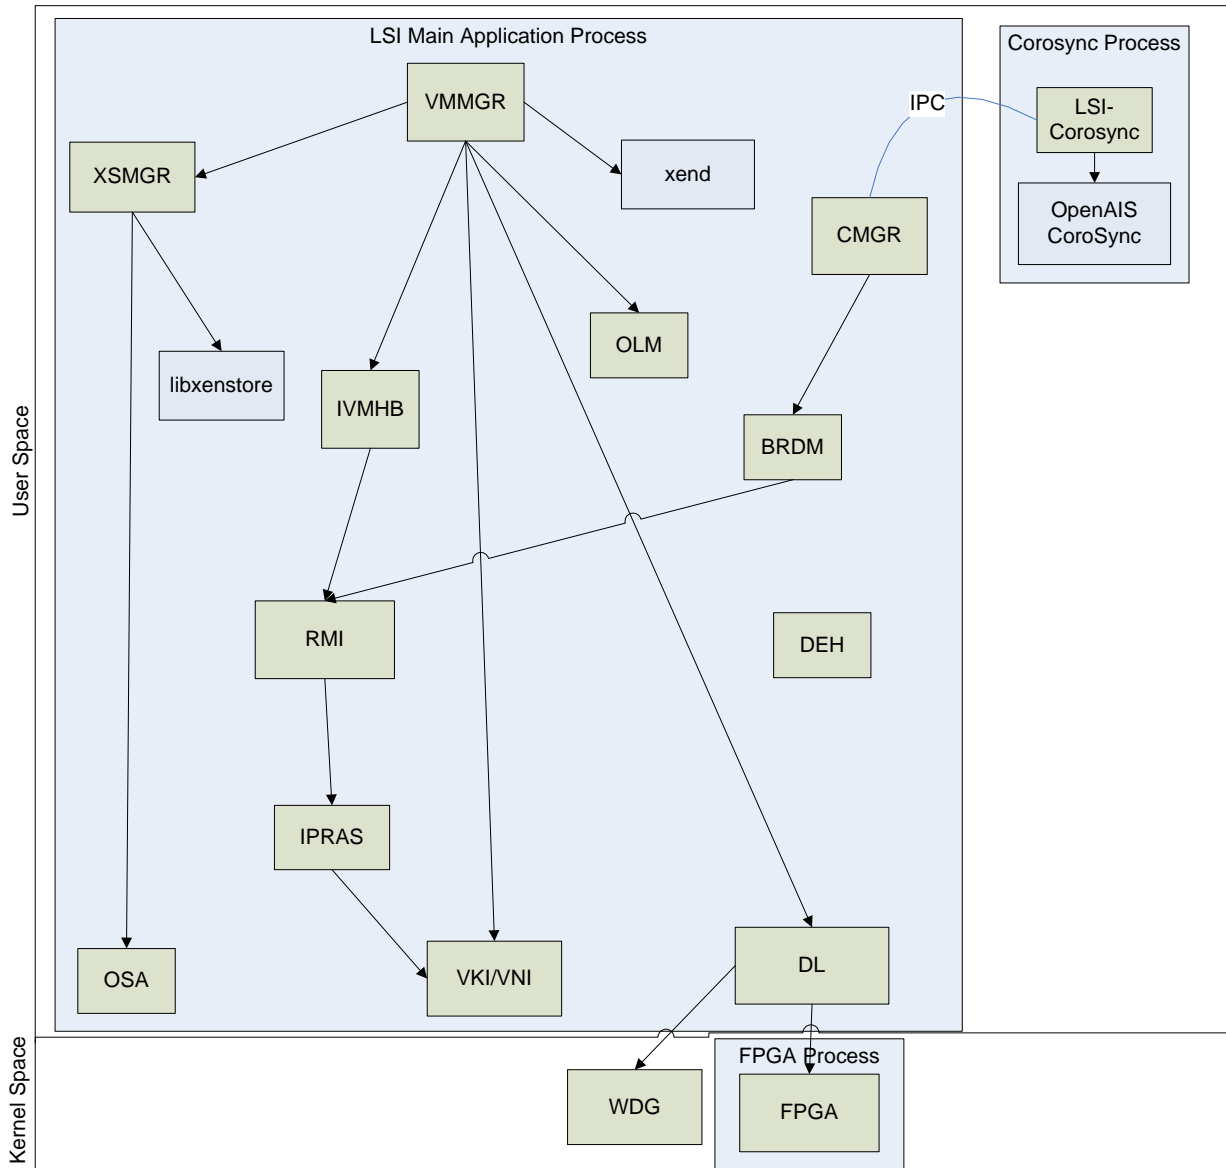 LSI Main Application Process
Corosync Process
VMMGR
IPC
LSI-
Corosync
XSMGR
xend
OpenAIS
CoroSync
CMGR
OLM
libxenstore
IVMHB
BRDM
User Space
RMI
DEH
IPRAS
OSA
VKI/VNI
DL
Kernel Space
FPGA Process
WDG
FPGA